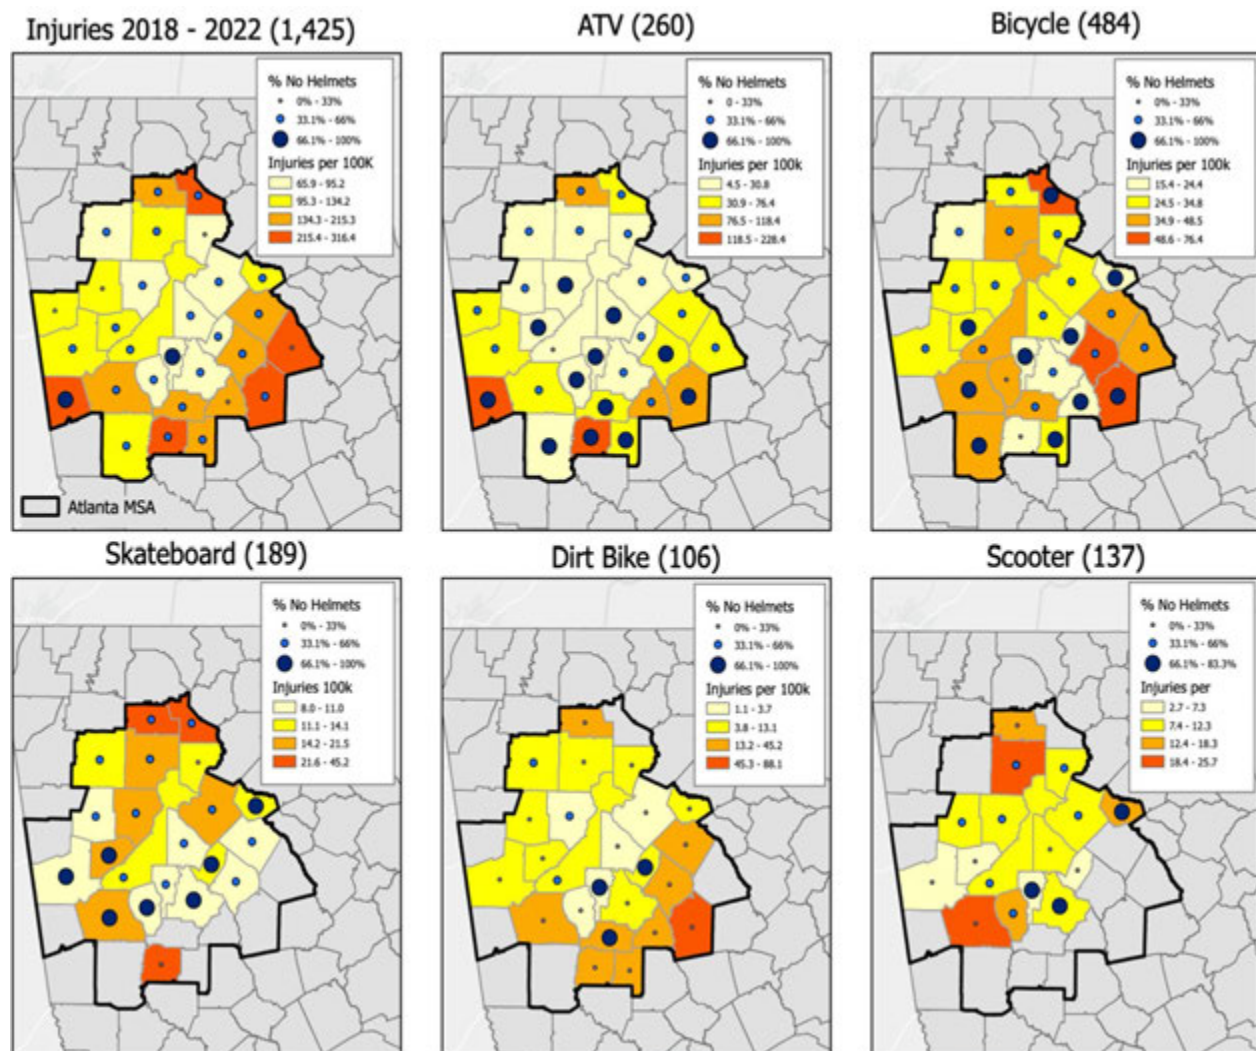 Injuries 2018 - 2022 (1,425)
% No Helmets
0% - 33%
33.1% - 66%
66.1% - 100%
Injuries per 100K
65.9 - 95.2
95.3 - 134.2
134.3 - 215.3
215.4 - 316.4
Atlanta MSA
ATV (260)
% No Helmets
0 - 33%
33.1% - 66%
66.1% - 100%
Injuries per 100k
4.5 - 30.8
30.9 - 76.4
76.5 - 118.4
118.5 - 228.4
Bicycle (484)
% No Helmets
0% - 33%
33.1% - 66%
66.1% - 100%
Injuries per 100k
15.4 - 24.4
24.5 - 34.8
34.9 - 48.5
48.6 - 76.4
Skateboard (189)
% No Helmets
0% - 33%
33.1% - 66%
66.1% - 100%
Injuries 100k
8.0 - 11.0
11.1 - 14.1
14.2 - 21.5
21.6 - 45.2
Dirt Bike (106)
% No Helmets
0% - 33%
33.1% - 66%
66.1% - 100%
Injuries per 100k
1.1 - 3.7
3.8 - 13.1
13.2 - 45.2
45.3 - 88.1
Scooter (137)
% No Helmets
0% - 33%
33.1% - 66%
66.1% - 83.3%
Injuries per
2.7 - 7.3
7.4 - 12.3
12.4 - 18.3
18.4 - 25.7